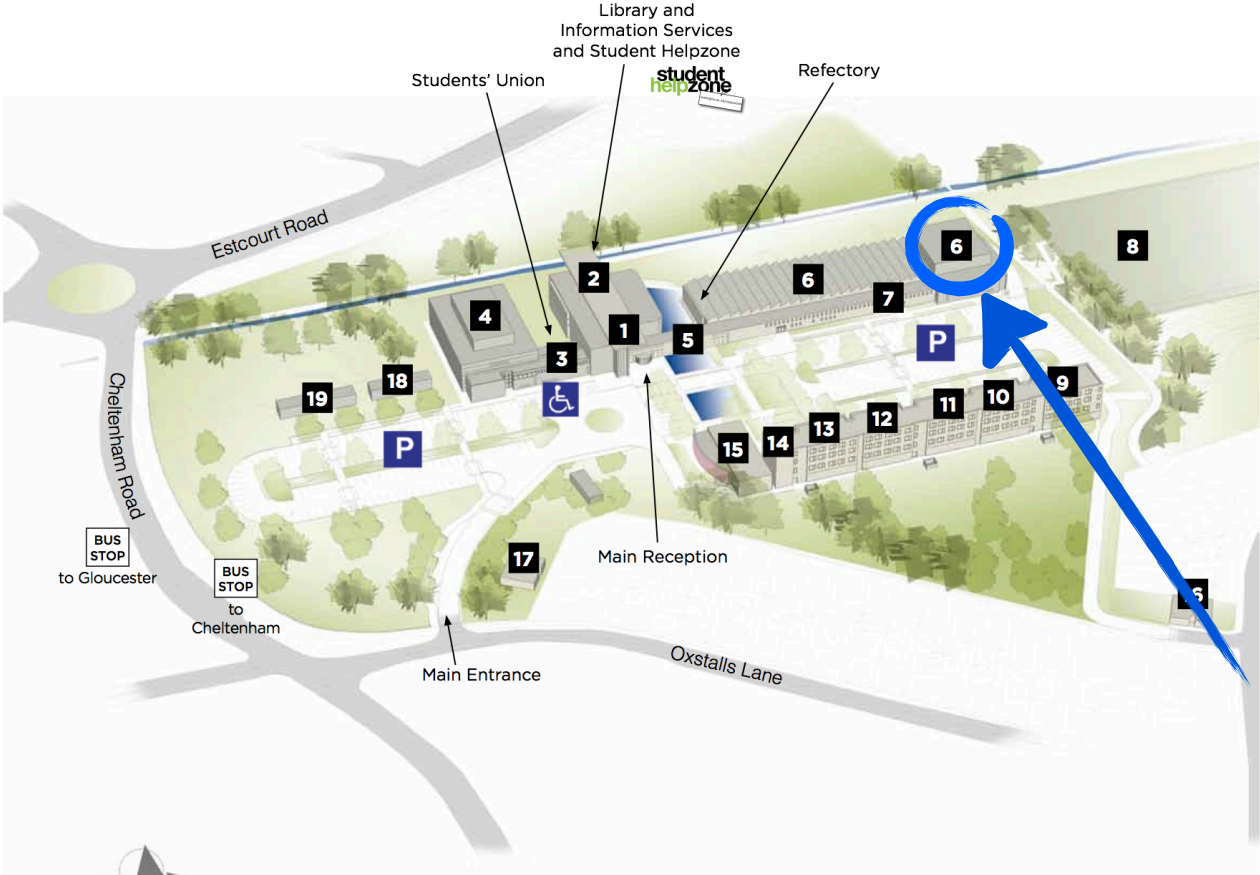 Library and
Information Services
and Student Helpzone
student
helpzone
Students' Union
Refectory
Estcourt Road
6
8
2
6
7
4
1
5
P
3
18
19
9
10
11
12
13
14
15
P
Cheltenham Road
BUS
STOP
to Gloucester
BUS
STOP
to
Cheltenham
17
Main Reception
Main Entrance
Oxstalls Lane